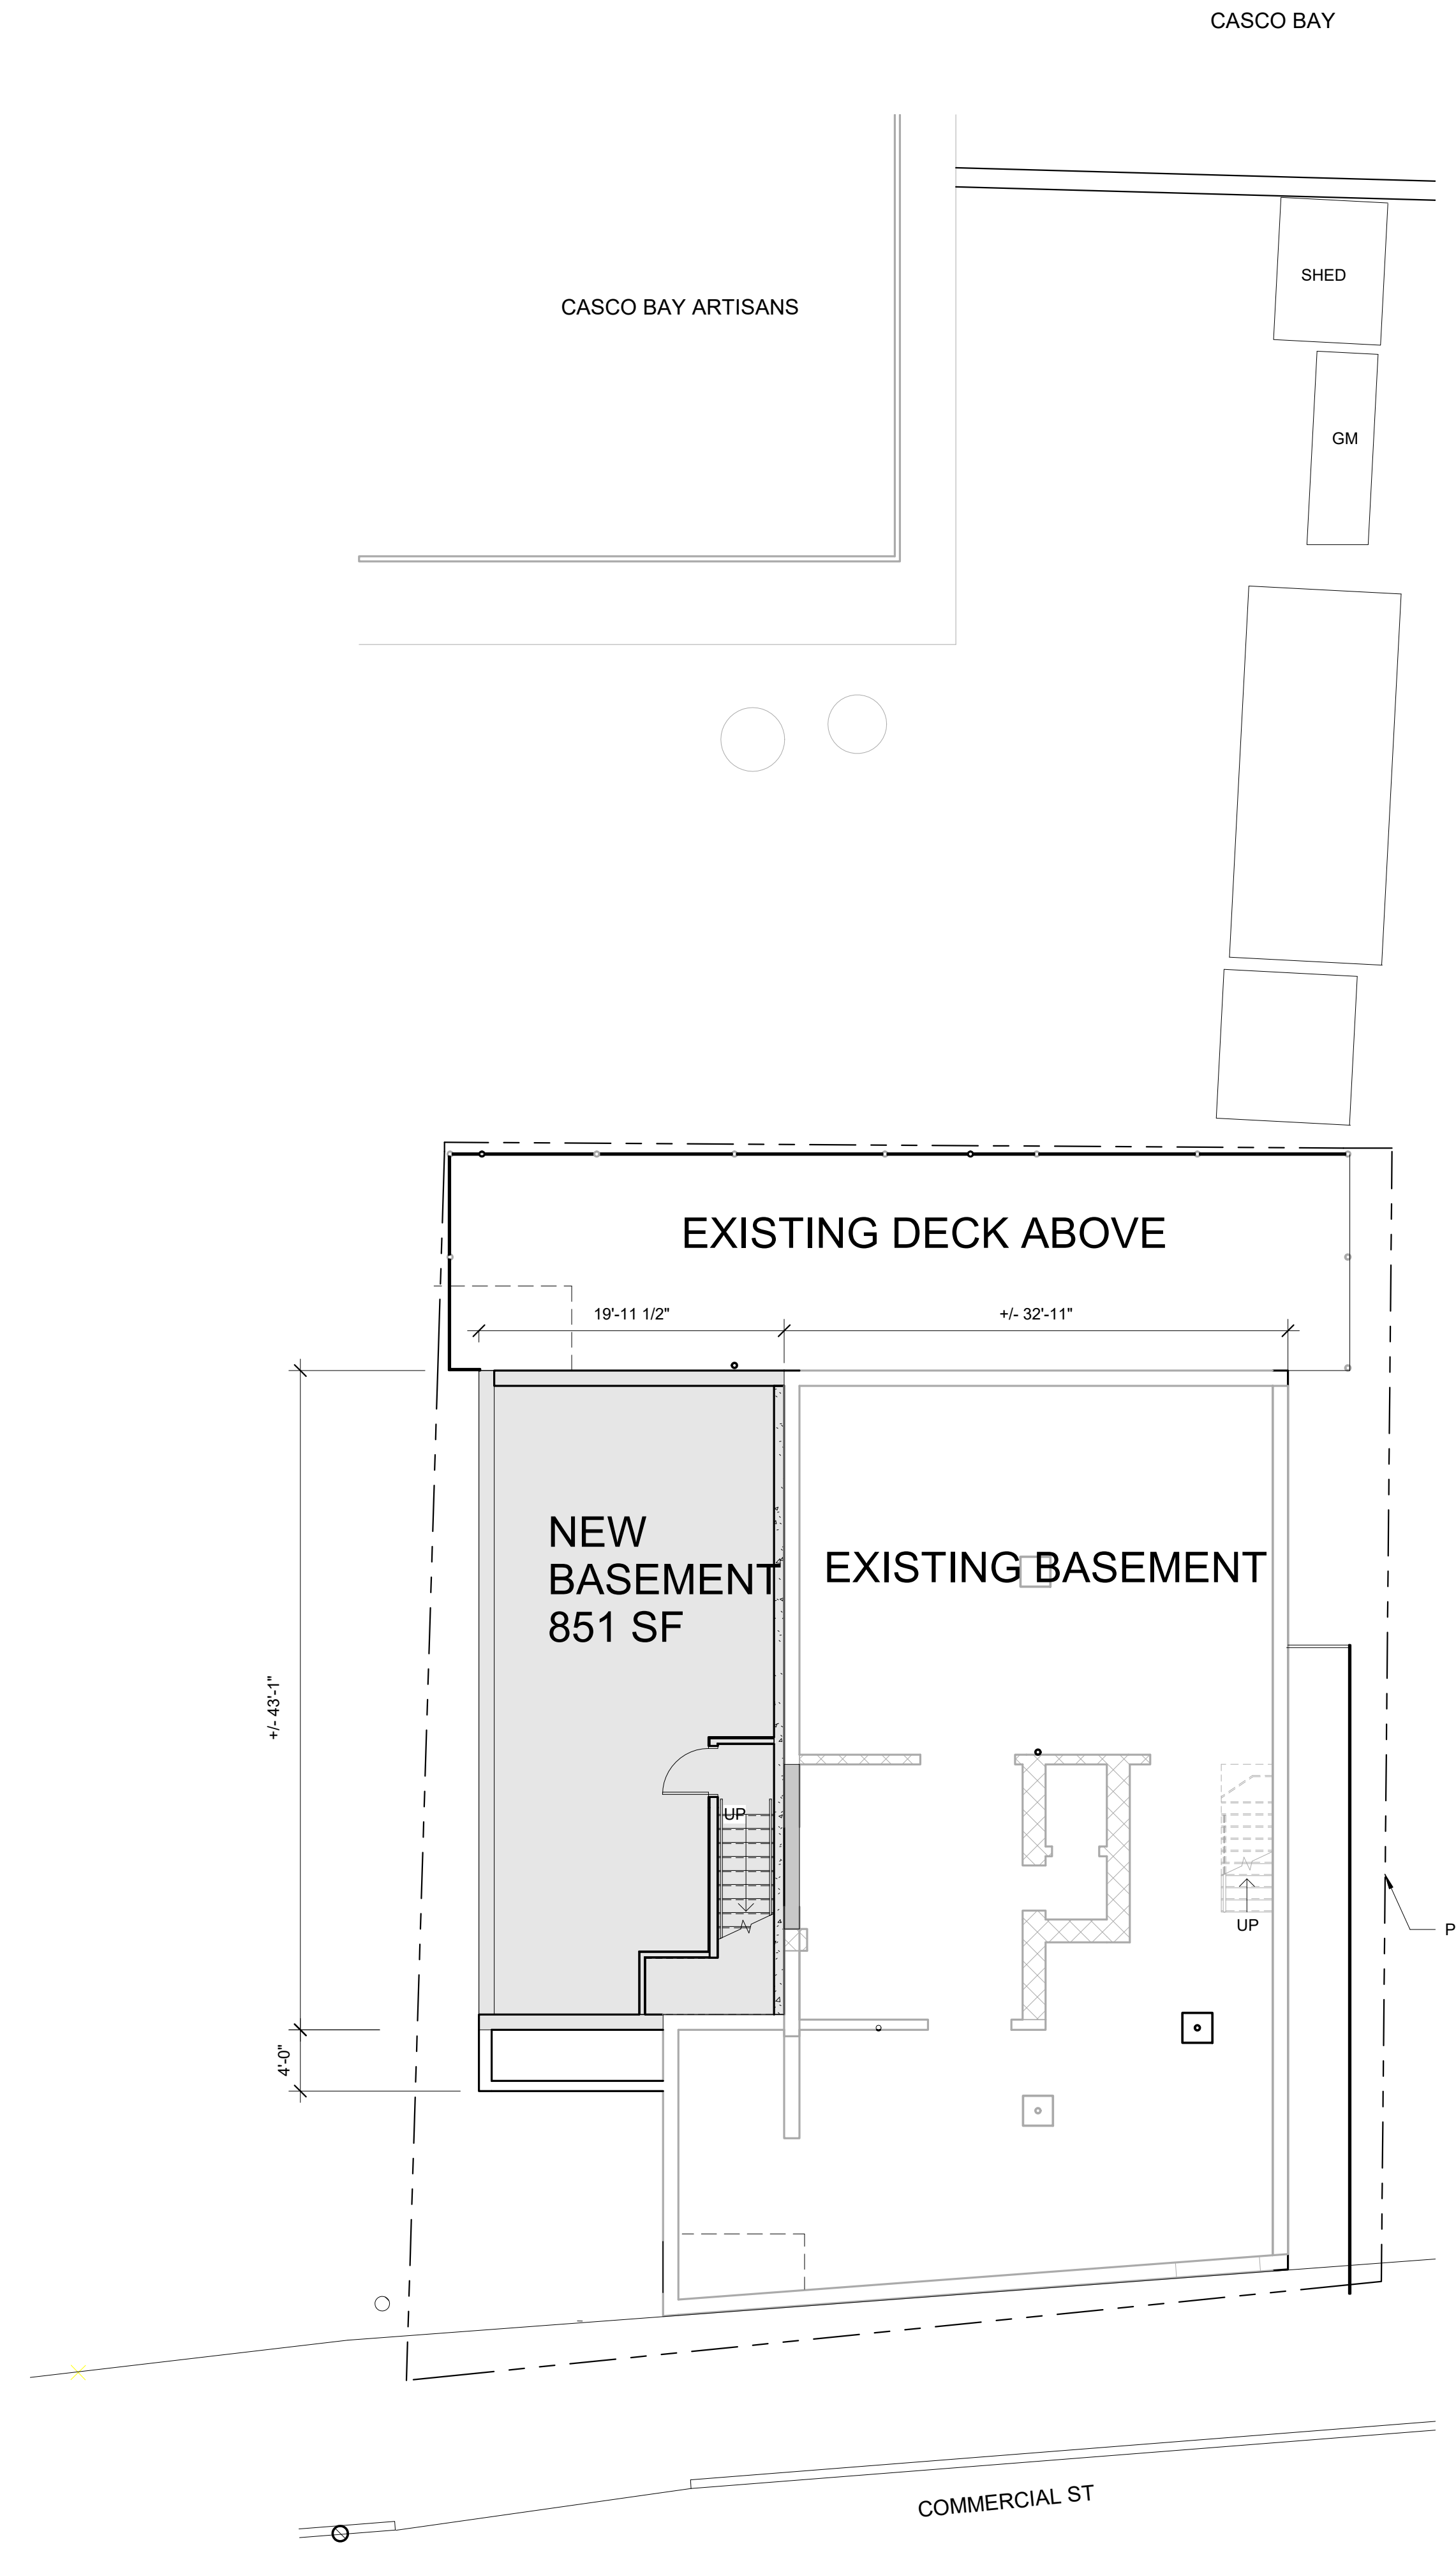 CASCO BAY
SHED
CASCO BAY ARTISANS
GM
EXISTING DECK ABOVE
19'-11 1/2"
+/- 32'-11"
NEW
BASEMENT
851 SF
EXISTING BASEMENT
+/- 43'-1"
UP
UP
P
4'-0"
COMMERCIAL ST